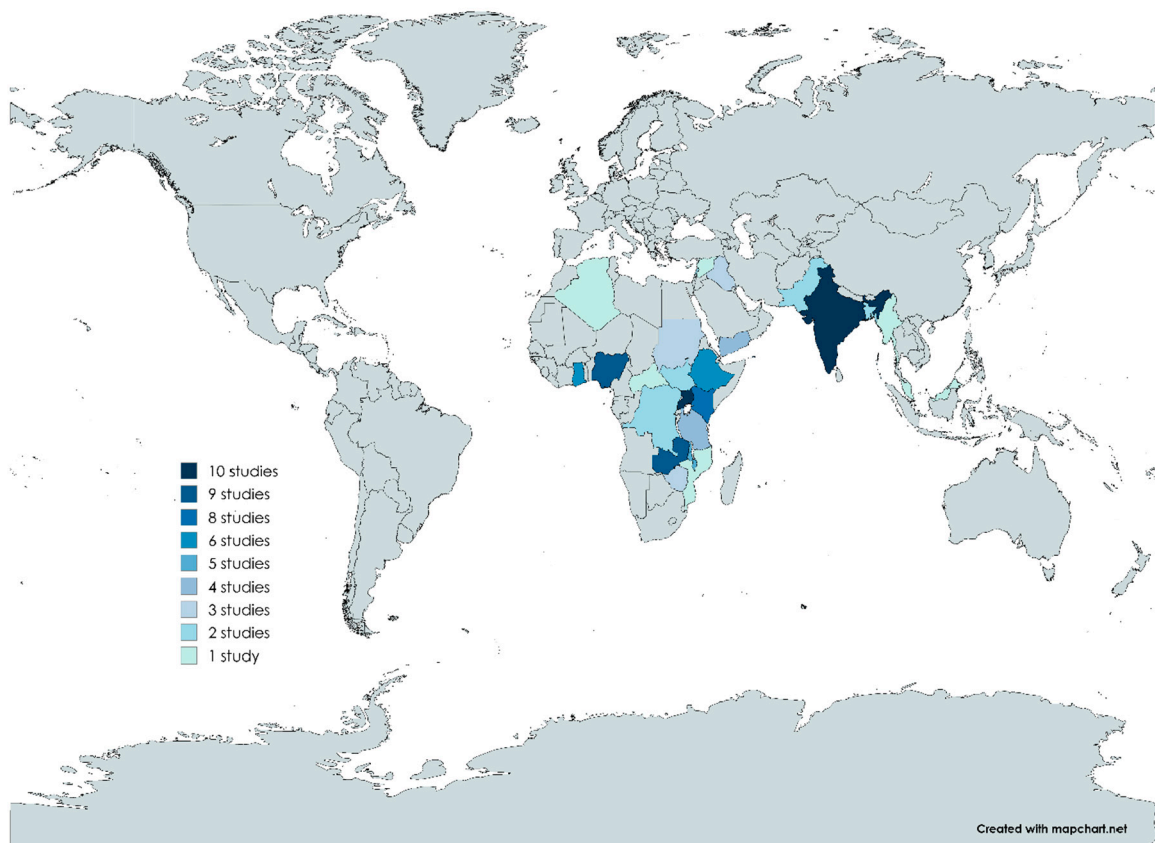 10 studies
9 studies
8 studies
6 studies
5 studies
4 studies
3 studies
2 studies
1 study
Created with mapchart.net